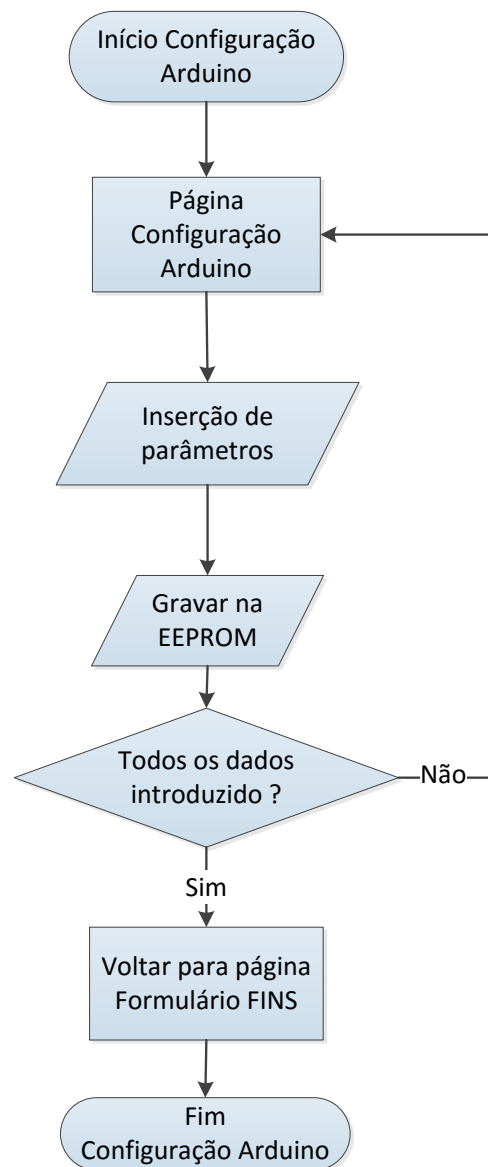 Início Configuração
Arduino
Página
Configuração
Arduino
Inserção de
parâmetros
Gravar na
EEPROM
Todos os dados
introduzido ?
Não
Sim
Voltar para página
Formulário FINS
Fim
Configuração Arduino